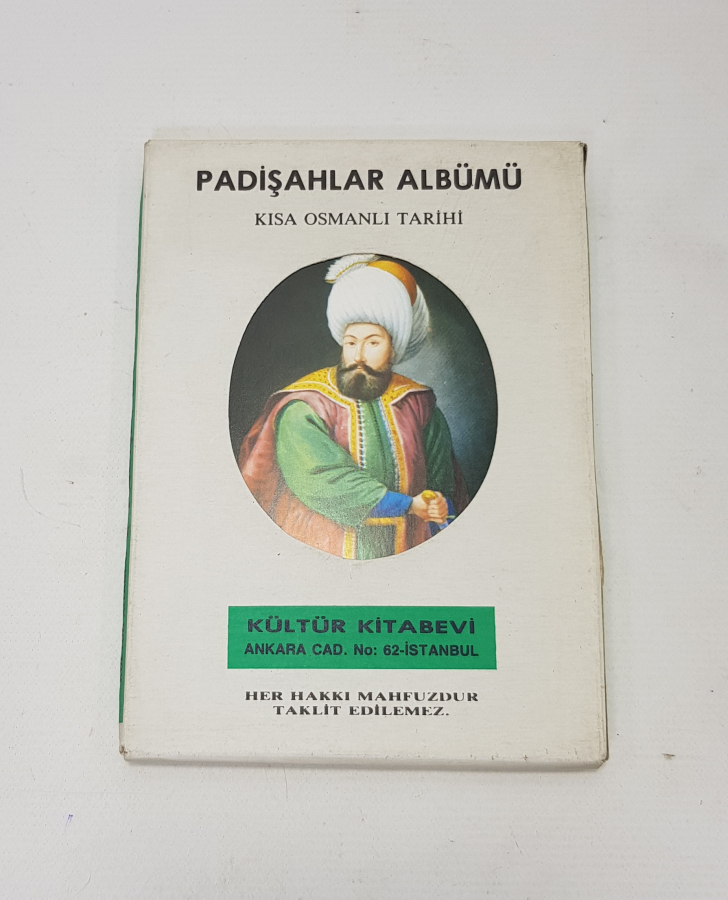 PADİŞAHLAR ALBÜMÜ
KISA OSMANLI TARİHİ
KÜLTÜR KİTABEVİ
ANKARA CAD. No: 62-İSTANBUL
HER HAKKI MAHFUZDUR
TAKLİT EDİLEMEZ.